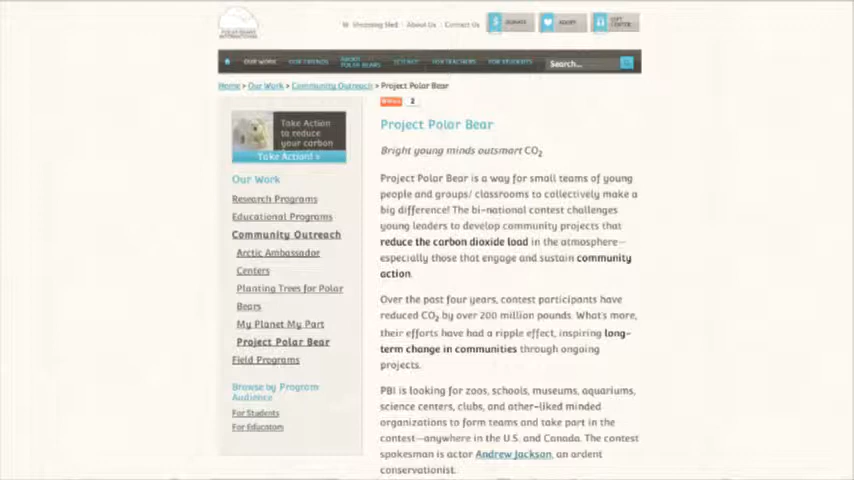 POLAR BEARS
INTERNATIONAL
About Us | Contact Us
DONATE
ADOPT
GIFT
CENTER
OUR WORK
ABOUT
POLAR BEARS
SCIENCE
FOR TEACHERS
FOR STUDENTS
Search...
Home > Our Work > Community Outreach > Project Polar Bear
2
Take Action
to reduce
your carbon
Take Action! »
Our Work
Research Programs
Educational Programs
Community Outreach
Arctic Ambassador
Centers
Planting Trees for Polar
Bears
My Planet My Part
Project Polar Bear
Field Programs
Browse by Program
Audience
For Students
For Educators
Project Polar Bear
Bright young minds outsmart CO2
Project Polar Bear is a way for small teams of young
people and groups/ classrooms to collectively make a
big difference! The bi-national contest challenges
young leaders to develop community projects that
reduce the carbon dioxide load in the atmosphere—
especially those that engage and sustain community
action.
Over the past four years, contest participants have
reduced CO2 by over 200 million pounds. What's more,
their efforts have had a ripple effect, inspiring long-
term change in communities through ongoing
projects.
PBI is looking for zoos, schools, museums, aquariums,
science centers, clubs, and other-liked minded
organizations to form teams and take part in the
contest—anywhere in the U.S. and Canada. The contest
spokesman is actor Andrew Jackson, an ardent
conservationist.